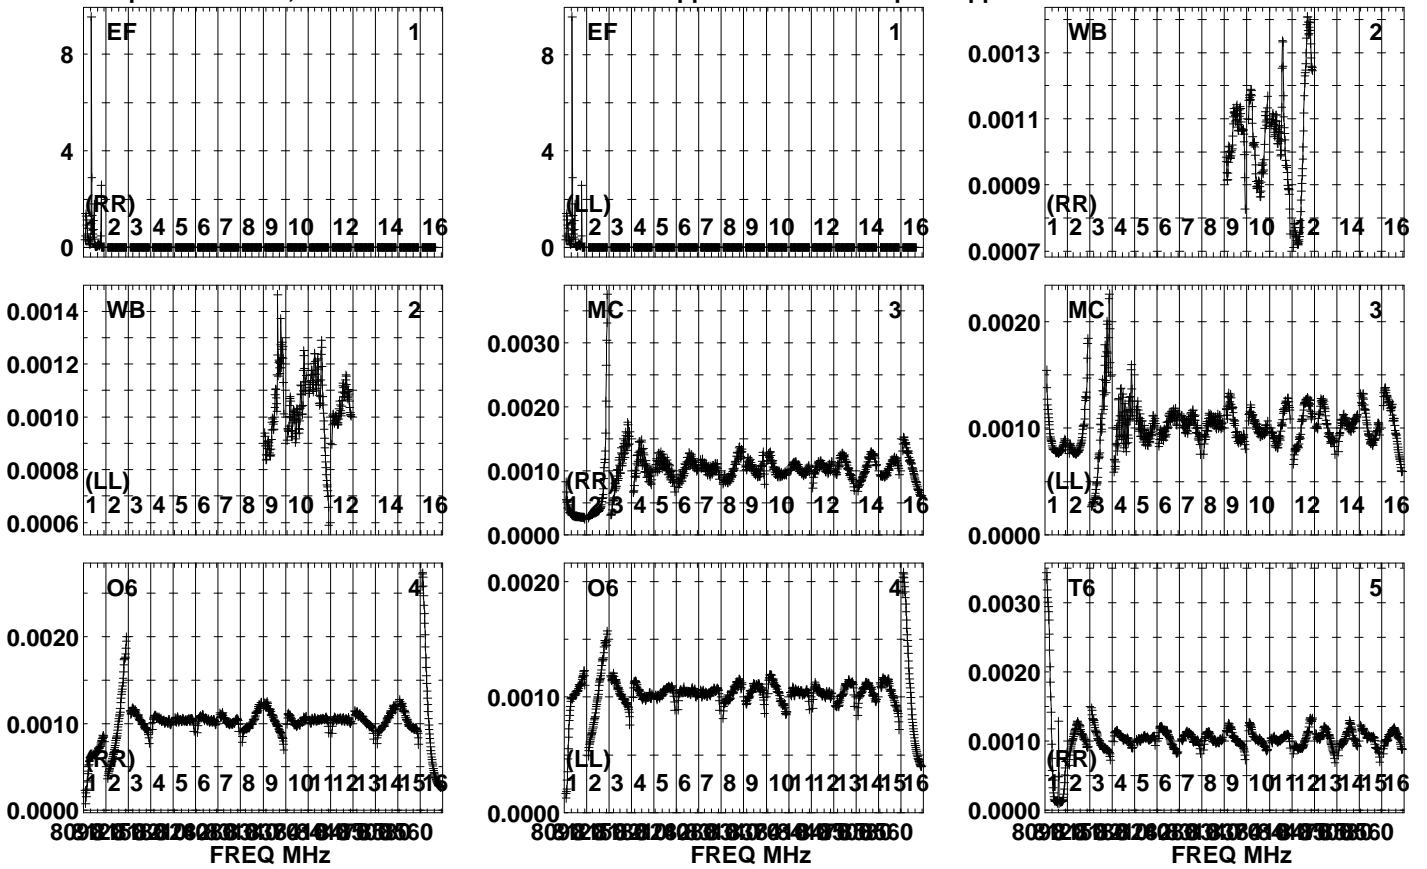 EF 1
8
4
0
(RR)
2 3 4 5 6 7 8 9 10 12 14 16
EF 1
8
4
0
(LL)
2 3 4 5 6 7 8 9 10 12 14 16
WB 2
0.0013
0.0011
0.0009
0.0007
(RR)
1 2 3 4 5 6 7 8 9 10 12 14 16
WB 2
0.0014
0.0012
0.0010
0.0008
0.0006
(LL)
1 2 3 4 5 6 7 8 9 10 12 14 16
MC 3
0.0030
0.0020
0.0010
0.0000
(RR)
1 2 3 4 5 6 7 8 9 10 12 14 16
MC 3
0.0020
0.0010
0.0000
(LL)
1 2 3 4 5 6 7 8 9 10 12 14 16
O6 4
0.0020
0.0010
0.0000
(RR)
1 2 3 4 5 6 7 8 9 10 11 12 13 14 15 16
FREQ MHz
O6 4
0.0020
0.0010
0.0000
(LL)
1 2 3 4 5 6 7 8 9 10 11 12 13 14 15 16
FREQ MHz
T6 5
0.0030
0.0020
0.0010
0.0000
(RR)
1 2 3 4 5 6 7 8 9 10 11 12 13 14 15 16
FREQ MHz